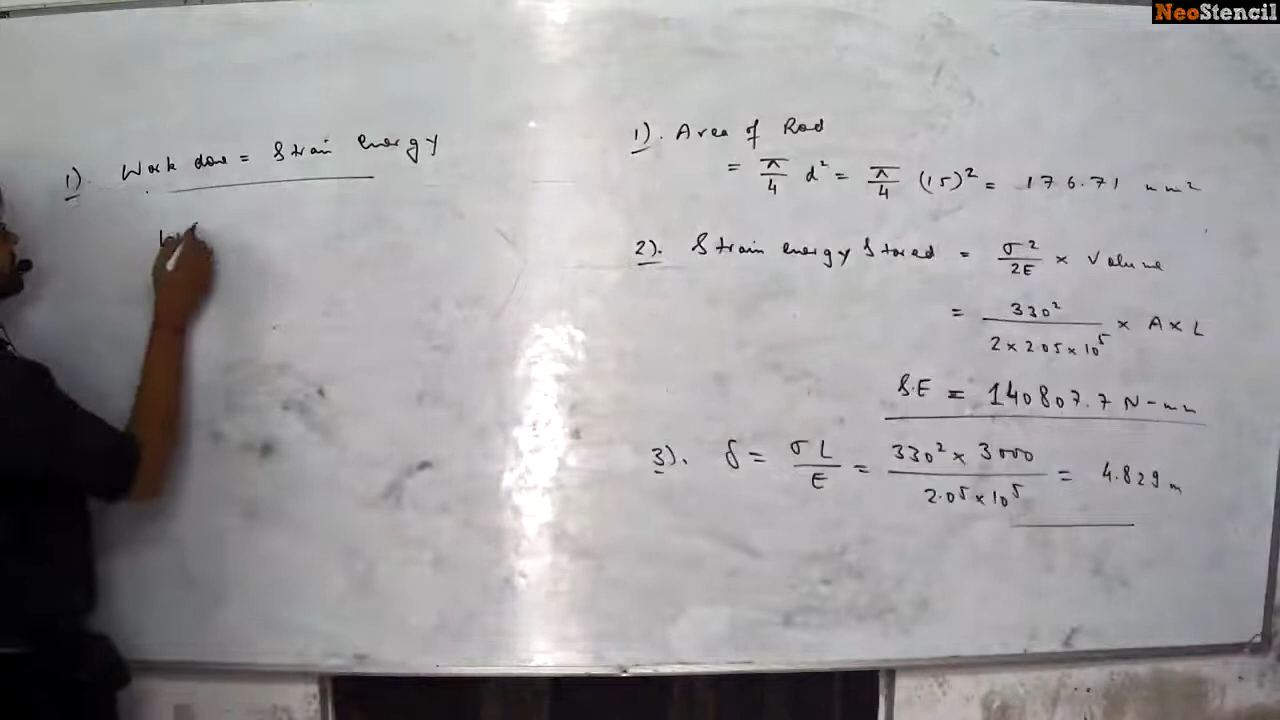 NeoStencil
1). Work done = Strain energy
1). Area of Rod
= π/4 d² = π/4 (15)² = 176.71 mm²
2). Strain energy Stored = σ²/2E × Volume
= 330²/2×2.05×10⁵ × A×L
S.E = 140807.7 N-mm
3). δ = σL/E = 330²×3000/2.05×10⁵ = 4.829 m